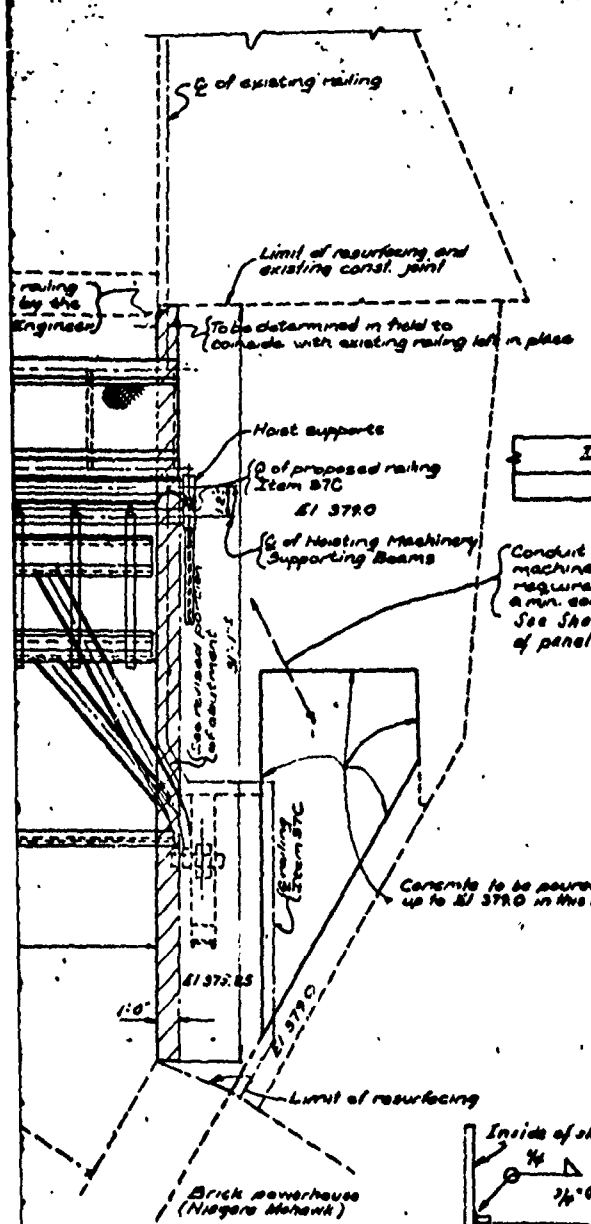 ℄ of existing railing
Limit of resurfacing and
existing const. joint
railing
by the
Engineer
To be determined in field to
coincide with existing railing left in place
Hoist supports
℄ of proposed railing
Item 57C
El 379.0
℄ of Hoisting Machinery
Supporting Beams
Conduit
machine
require
a min.
See She
of panel
See revised portion
of abutment
℄ railing
Item 57C
Concrete to be poured
up to El 379.0 in this
El 375.25
1'-0"
El 379.0
Limit of resurfacing
Inside of
Brick powerhouse
(Niagara Mohawk)